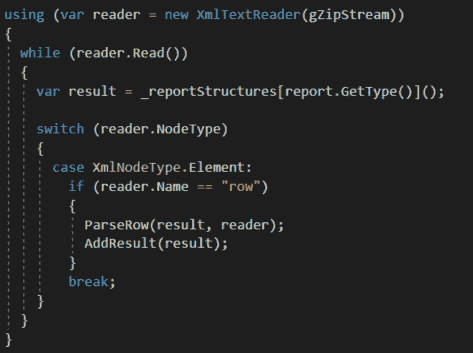 using (var reader = new XmlTextReader(gZipStream))
{
while (reader.Read())
{
var result = _reportStructures[report.GetType()]();
switch (reader.NodeType)
{
case XmlNodeType.Element:
if (reader.Name == "row")
{
ParseRow(result, reader);
AddResult(result);
}
break;
}
}
}